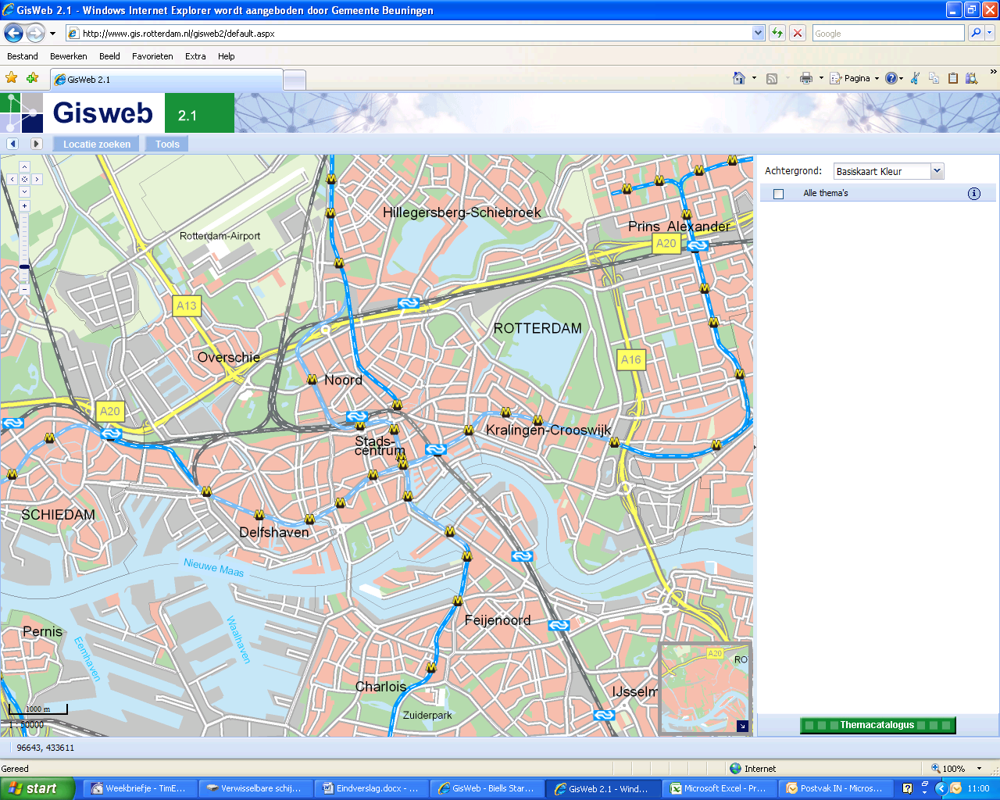 GisWeb 2.1 - Windows Internet Explorer wordt aangeboden door Gemeente Beuningen
http://www.gis.rotterdam.nl/gisweb2/default.aspx
Google
Bestand Bewerken Beeld Favorieten Extra Help
GisWeb 2.1
Pagina
Gisweb 2.1
Locatie zoeken Tools
Achtergrond: Basiskaart Kleur
Alle thema's
Hillegersberg-Schiebroek
Prins Alexander
Rotterdam-Airport
A20
A13
ROTTERDAM
Overschie
A16
Noord
A20
Kralingen-Crooswijk
Stads-
centrum
SCHIEDAM
Delfshaven
Nieuwe Maas
Feijenoord
Pernis
Eemhaven
Waalhaven
A20
RO
Charlois
IJsselm
Zuiderpark
1000 m
1 : 50000
Themacatalogus
96643, 433611
Gereed
Internet
100%
start
Weekbriefje - TimE...
Verwisselbare schij...
Eindverslag.docx - ...
GisWeb - Biells Star...
GisWeb 2.1 - Wind...
Microsoft Excel - Pr...
Postvak IN - Micros...
11:00